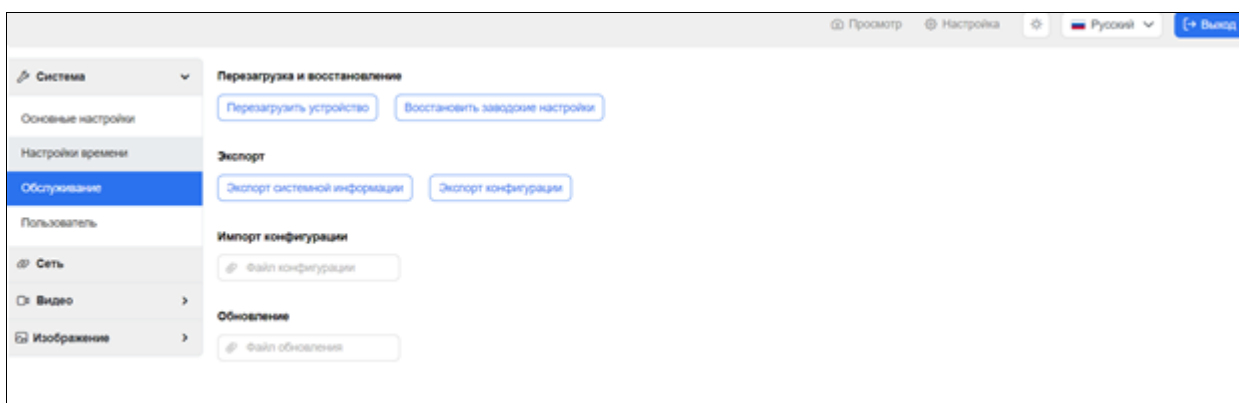 Просмотр Настройка Русский Выход
Система
Основные настройки
Настройки времени
Обслуживание
Пользователь
Сеть
Видео
Изображение
Перезагрузка и восстановление
Перезагрузить устройство Восстановить заводские настройки
Экспорт
Экспорт системной информации Экспорт конфигурации
Импорт конфигурации
Файл конфигурации
Обновление
Файл обновления